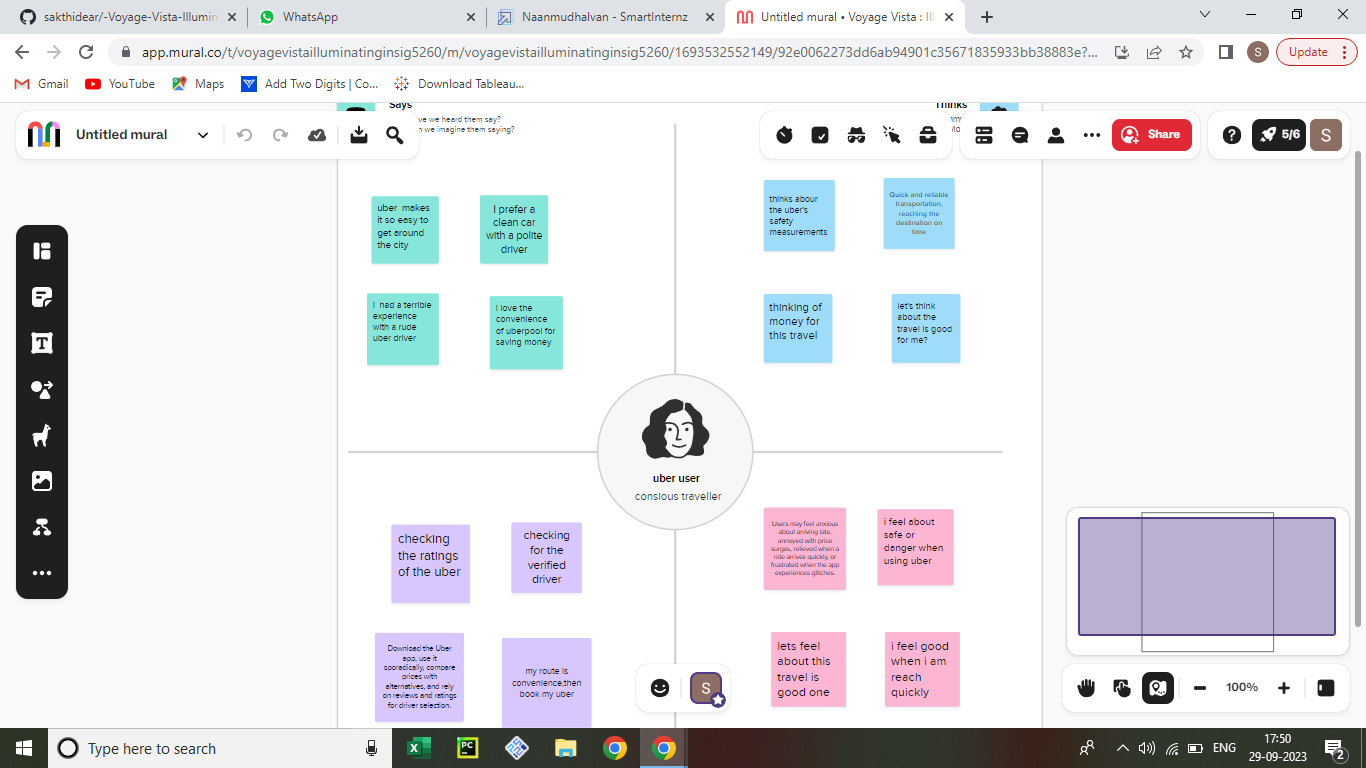 sakthidear/-Voyage-Vista-Illumin
WhatsApp
Naanmudhalvan - SmartInternz
Untitled mural • Voyage Vista : Ill
app.mural.co/t/voyagevistailluminatinginsig5260/m/voyagevistailluminatinginsig5260/1693532552149/92e0062273dd6ab94901c35671835933bb38883e?...
S
Update
Gmail
YouTube
Maps
Add Two Digits | Co...
Download Tableau...
Says
ve we heard them say?
n we imagine them saying?
Thinks
Untitled mural
Share
5/6
S
uber makes
it so easy to
get around
the city
I prefer a
clean car
with a polite
driver
I had a terrible
experience
with a rude
uber driver
I love the
convenience
of uberpool for
saving money
thinks abour
the uber's
safety
measurements
Quick and reliable
transportation,
reaching the
destination on
time
thinking of
money for
this travel
let's think
about the
travel is good
for me?
uber user
consious traveller
checking
the ratings
of the uber
checking
for the
verified
driver
Download the Uber
app, use it
sporadically, compare
prices with
alternatives, and rely
on reviews and ratings
for driver selection.
my route is
convenience,then
book my uber
Users may feel anxious
about arriving late,
annoyed with price
surges, relieved when a
ride arrives quickly, or
frustrated when the app
experiences glitches.
i feel about
safe or
danger when
using uber
lets feel
about this
travel is
good one
i feel good
when i am
reach
quickly
S
100%
Type here to search
ENG
17:50
29-09-2023
2